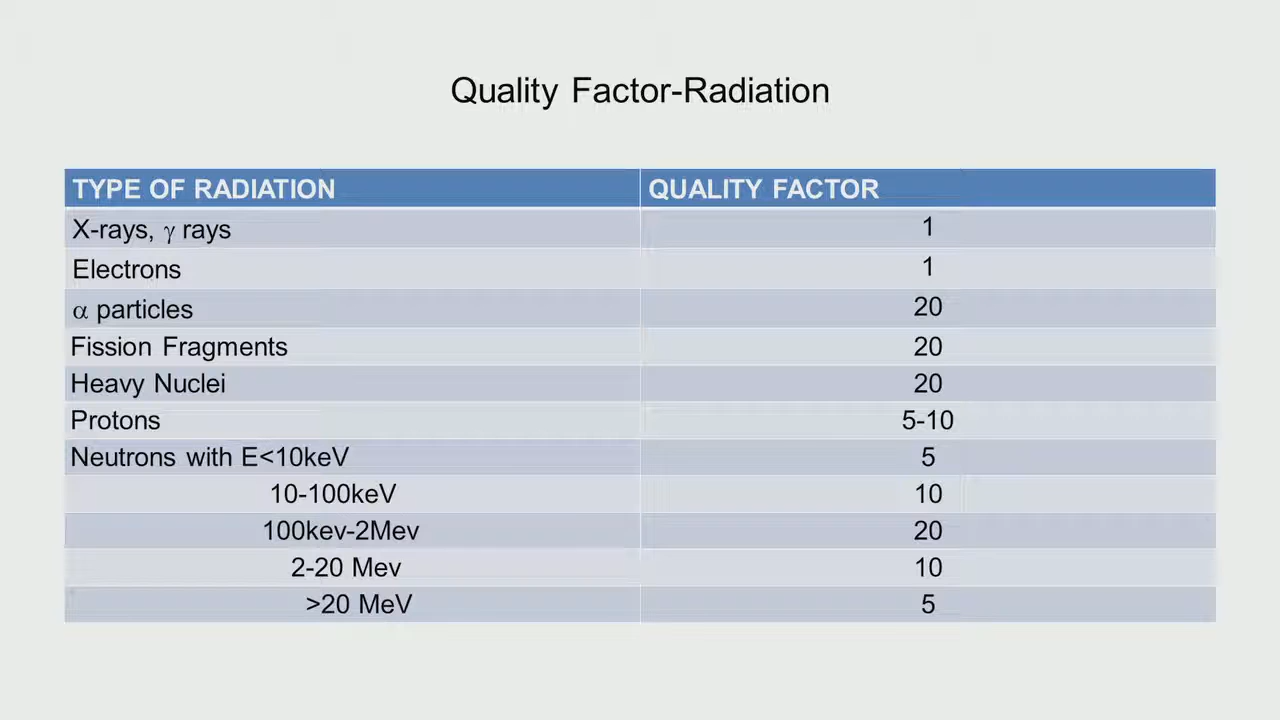 Quality Factor-Radiation
TYPE OF RADIATION QUALITY FACTOR
X-rays, γ rays 1
Electrons 1
α particles 20
Fission Fragments 20
Heavy Nuclei 20
Protons 5-10
Neutrons with E<10keV 5
10-100keV 10
100kev-2Mev 20
2-20 Mev 10
>20 MeV 5